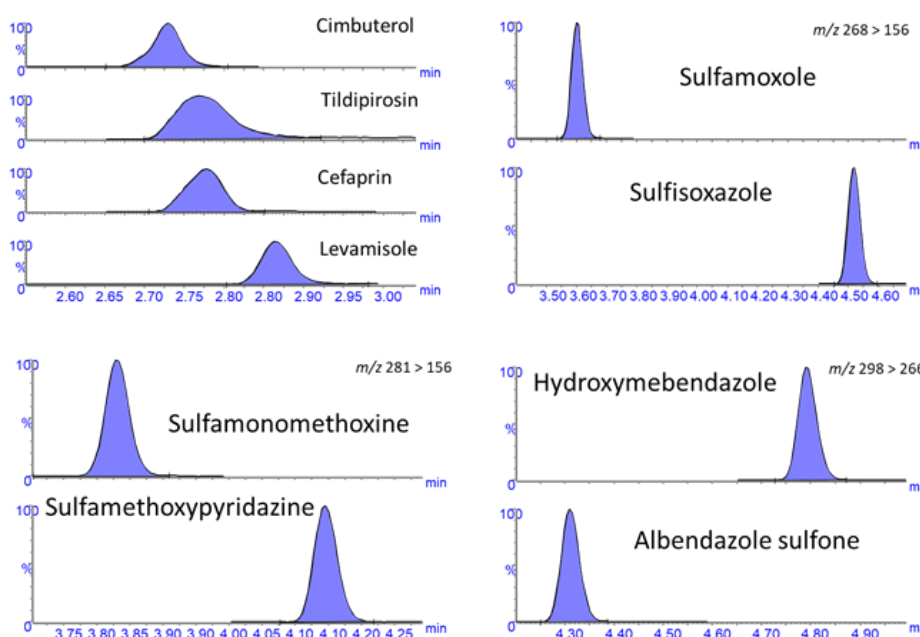 100
%
0
Cimbuterol
min
100
%
0
Tildipirosin
min
100
%
0
Cefaprin
min
100
%
0
Levamisole
min
2.60 2.65 2.70 2.75 2.80 2.80 2.90 2.95 3.00
100
%
0
m/z 268 > 156
Sulfamoxole
m
100
%
0
Sulfisoxazole
3.50 3.60 3.70 3.80 3.90 4.00 4.10 4.20 4.30 4.40 4.50 4.60
m
100
%
0
m/z 281 > 156
Sulfamonomethoxine
min
100
%
0
Sulfamethoxypyridazine
min
3.75 3.80 3.85 3.90 3.90 4.00 4.05 4.10 4.10 4.20 4.25
100
%
0
m/z 298 > 266
Hydroxymebendazole
m
100
%
0
Albendazole sulfone
m
4.30 4.40 4.60 4.70 4.80 4.90